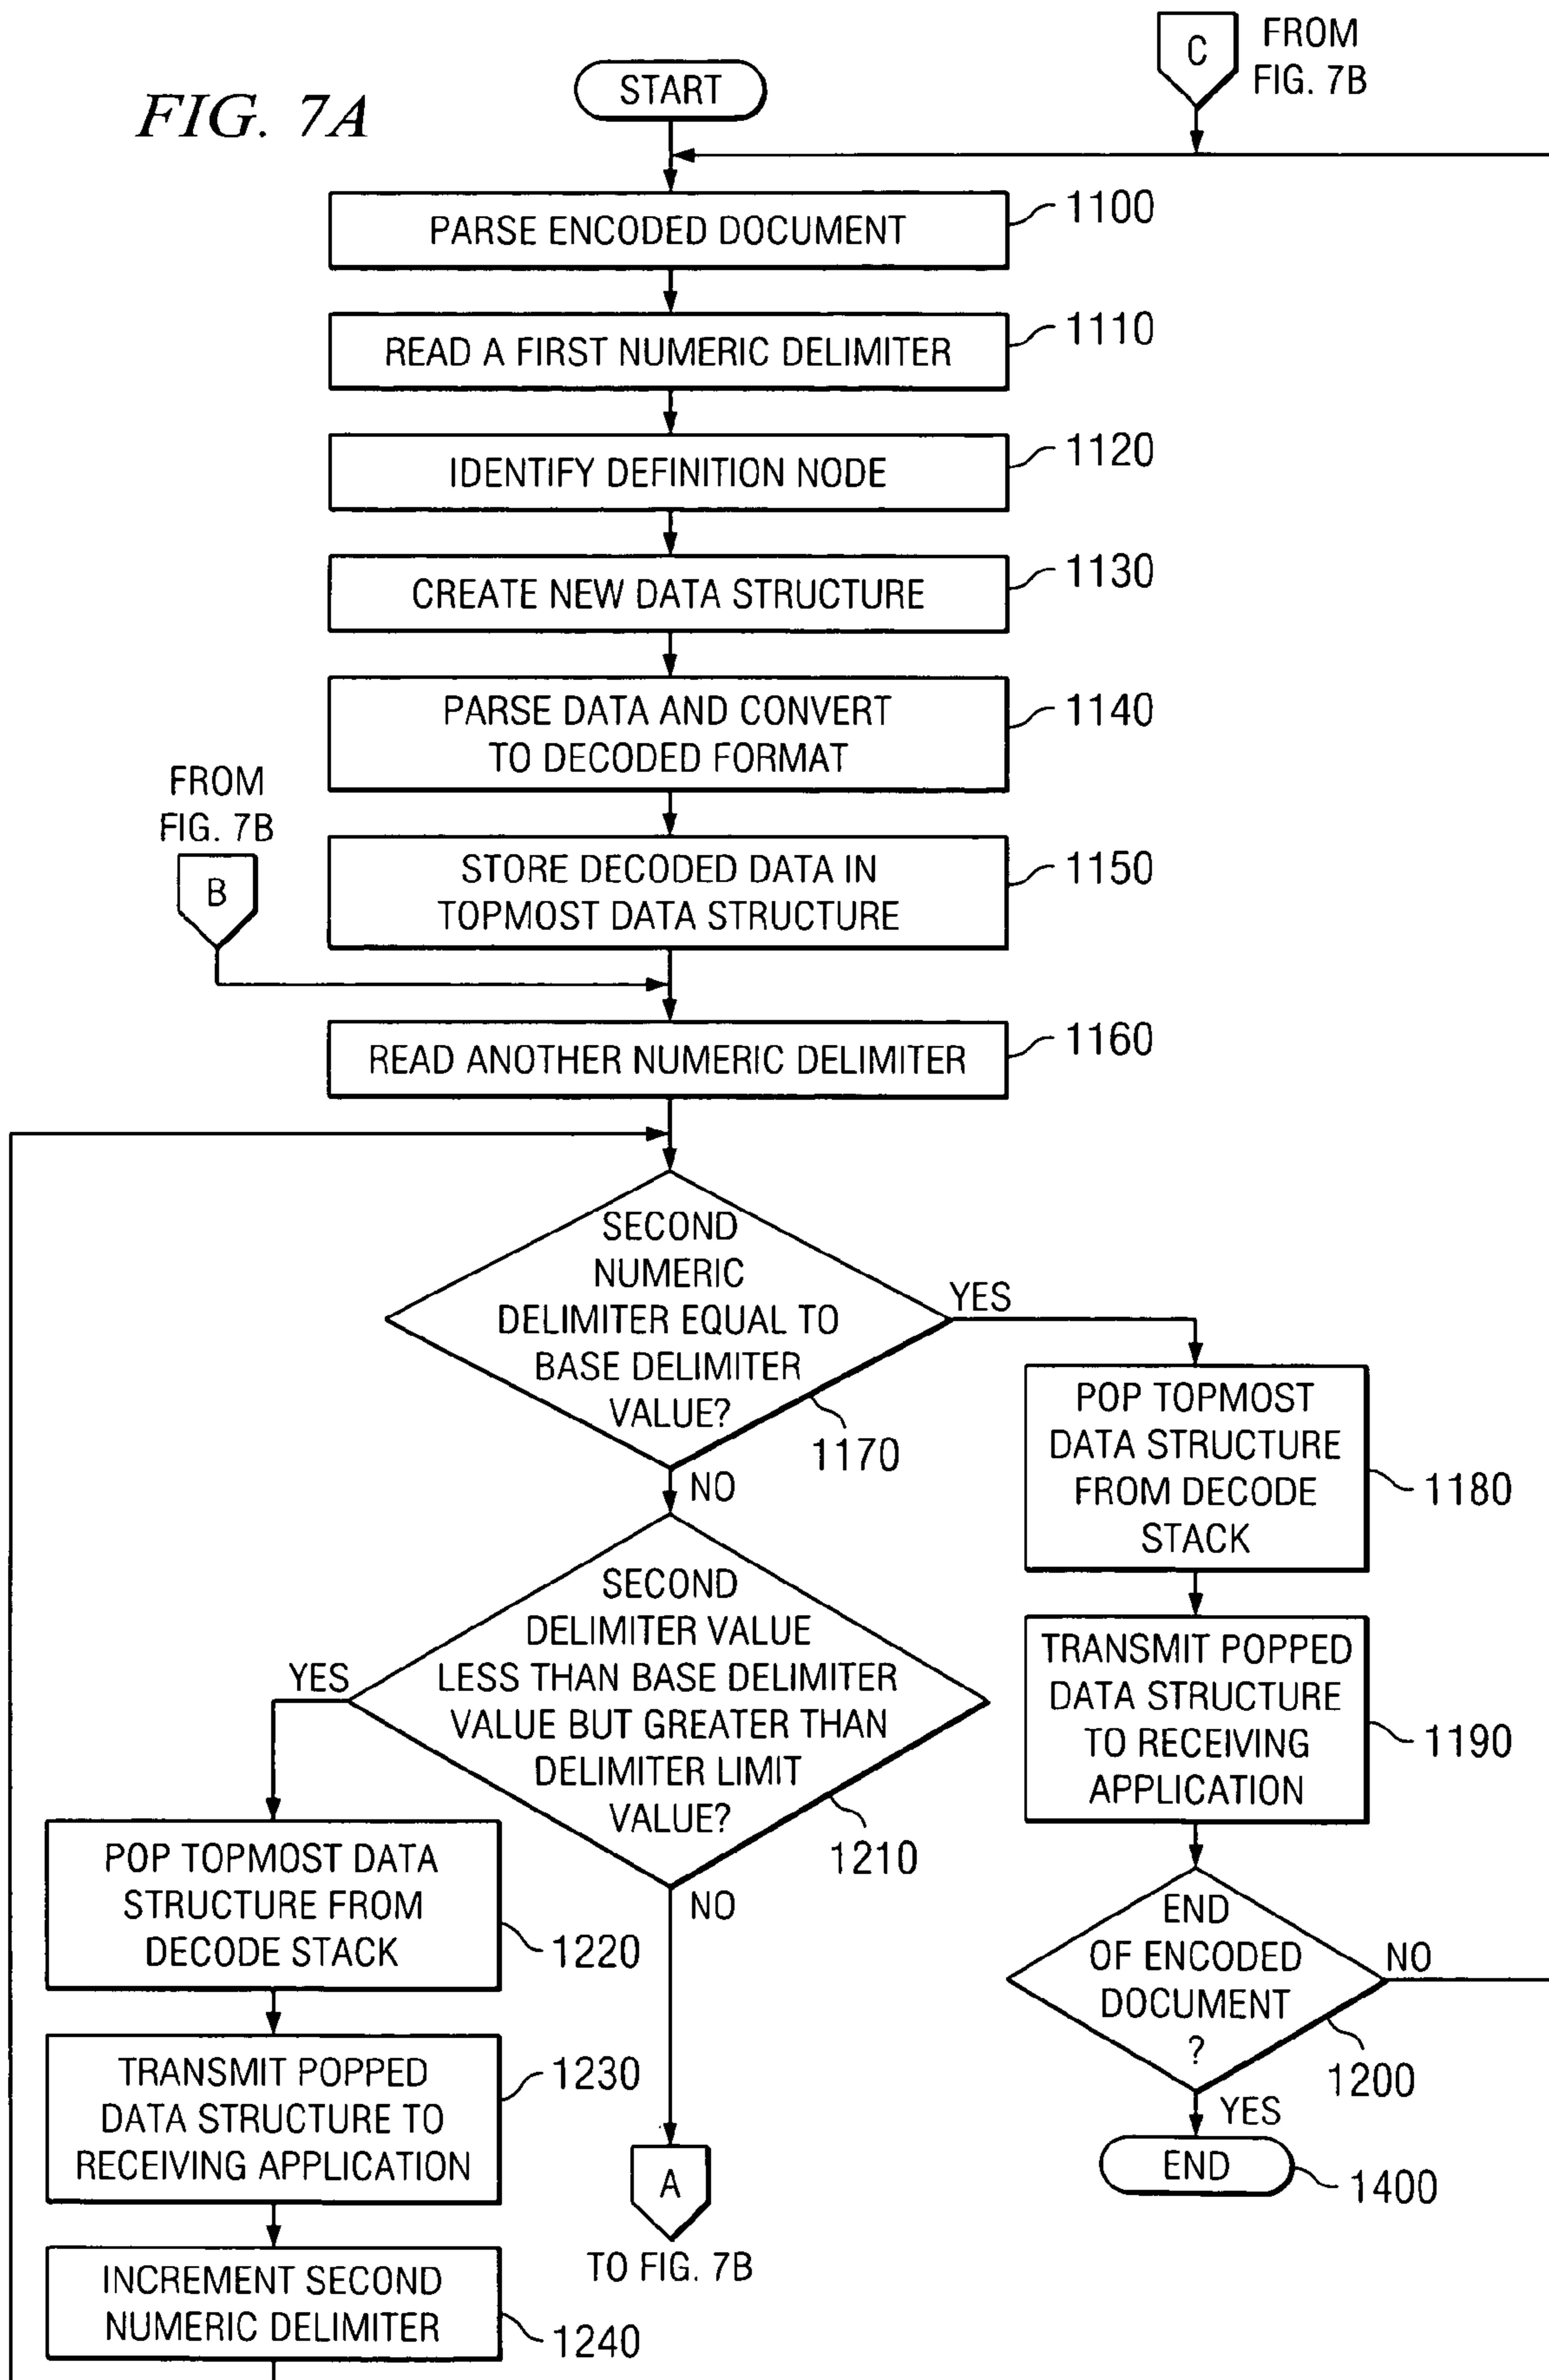 FIG. 7A
START
C
FROM
FIG. 7B
PARSE ENCODED DOCUMENT
1100
READ A FIRST NUMERIC DELIMITER
1110
IDENTIFY DEFINITION NODE
1120
CREATE NEW DATA STRUCTURE
1130
PARSE DATA AND CONVERT
TO DECODED FORMAT
1140
FROM
FIG. 7B
B
STORE DECODED DATA IN
TOPMOST DATA STRUCTURE
1150
READ ANOTHER NUMERIC DELIMITER
1160
SECOND
NUMERIC
DELIMITER EQUAL TO
BASE DELIMITER
VALUE?
1170
YES
NO
POP TOPMOST
DATA STRUCTURE
FROM DECODE
STACK
1180
SECOND
DELIMITER VALUE
LESS THAN BASE DELIMITER
VALUE BUT GREATER THAN
DELIMITER LIMIT
VALUE?
1210
YES
NO
TRANSMIT POPPED
DATA STRUCTURE
TO RECEIVING
APPLICATION
1190
POP TOPMOST DATA
STRUCTURE FROM
DECODE STACK
1220
END
OF ENCODED
DOCUMENT
?
1200
NO
YES
TRANSMIT POPPED
DATA STRUCTURE TO
RECEIVING APPLICATION
1230
A
TO FIG. 7B
END
1400
INCREMENT SECOND
NUMERIC DELIMITER
1240